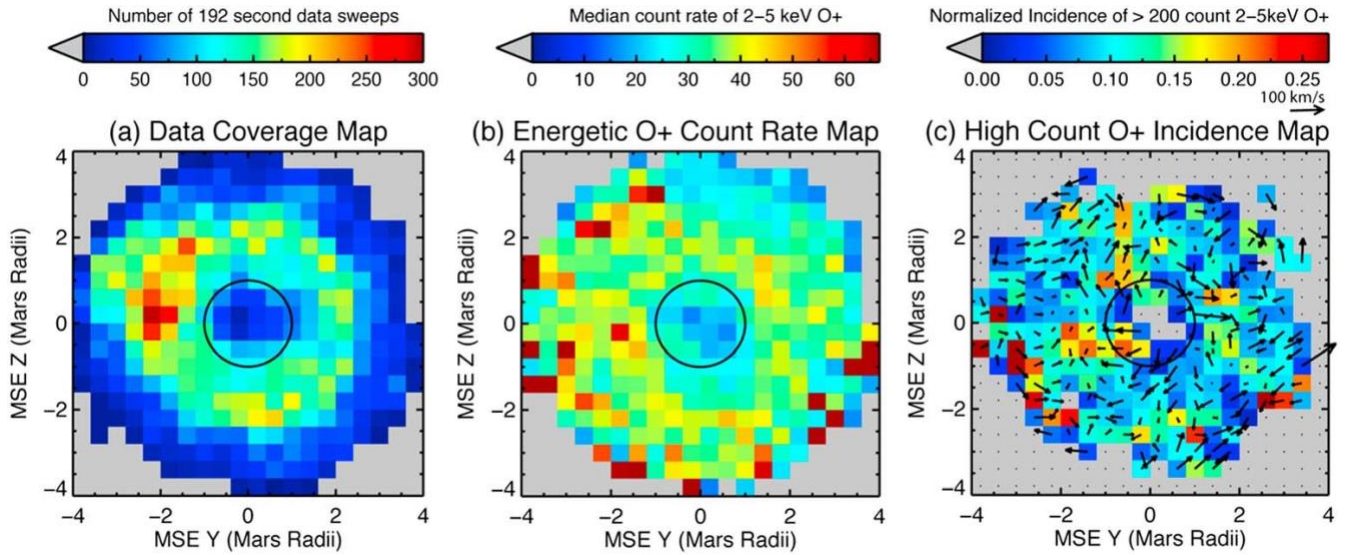 Number of 192 second data sweeps
0 50 100 150 200 250 300
(a) Data Coverage Map
4
2
0
−2
−4
MSE Z (Mars Radii)
−4 −2 0 2 4
MSE Y (Mars Radii)
Median count rate of 2−5 keV O+
0 10 20 30 40 50 60
(b) Energetic O+ Count Rate Map
4
2
0
−2
−4
MSE Z (Mars Radii)
−4 −2 0 2 4
MSE Y (Mars Radii)
Normalized Incidence of > 200 count 2−5keV O+
0.00 0.05 0.10 0.15 0.20 0.25
100 km/s
(c) High Count O+ Incidence Map
4
2
0
−2
−4
MSE Z (Mars Radii)
−4 −2 0 2 4
MSE Y (Mars Radii)